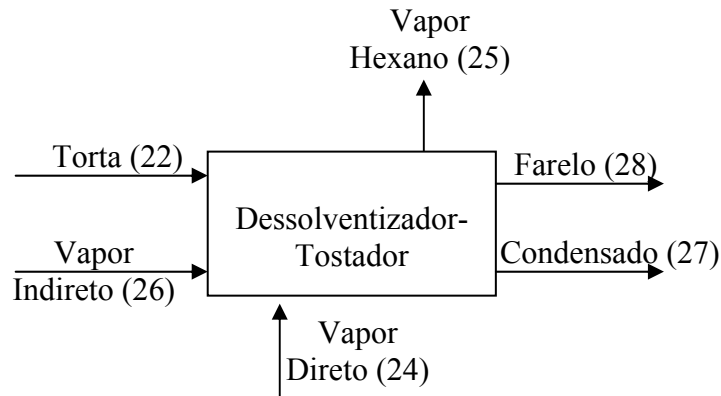 Vapor
Hexano (25)
Torta (22)
Farelo (28)
Dessolventizador-
Tostador
Vapor
Indireto (26)
Condensado (27)
Vapor
Direto (24)